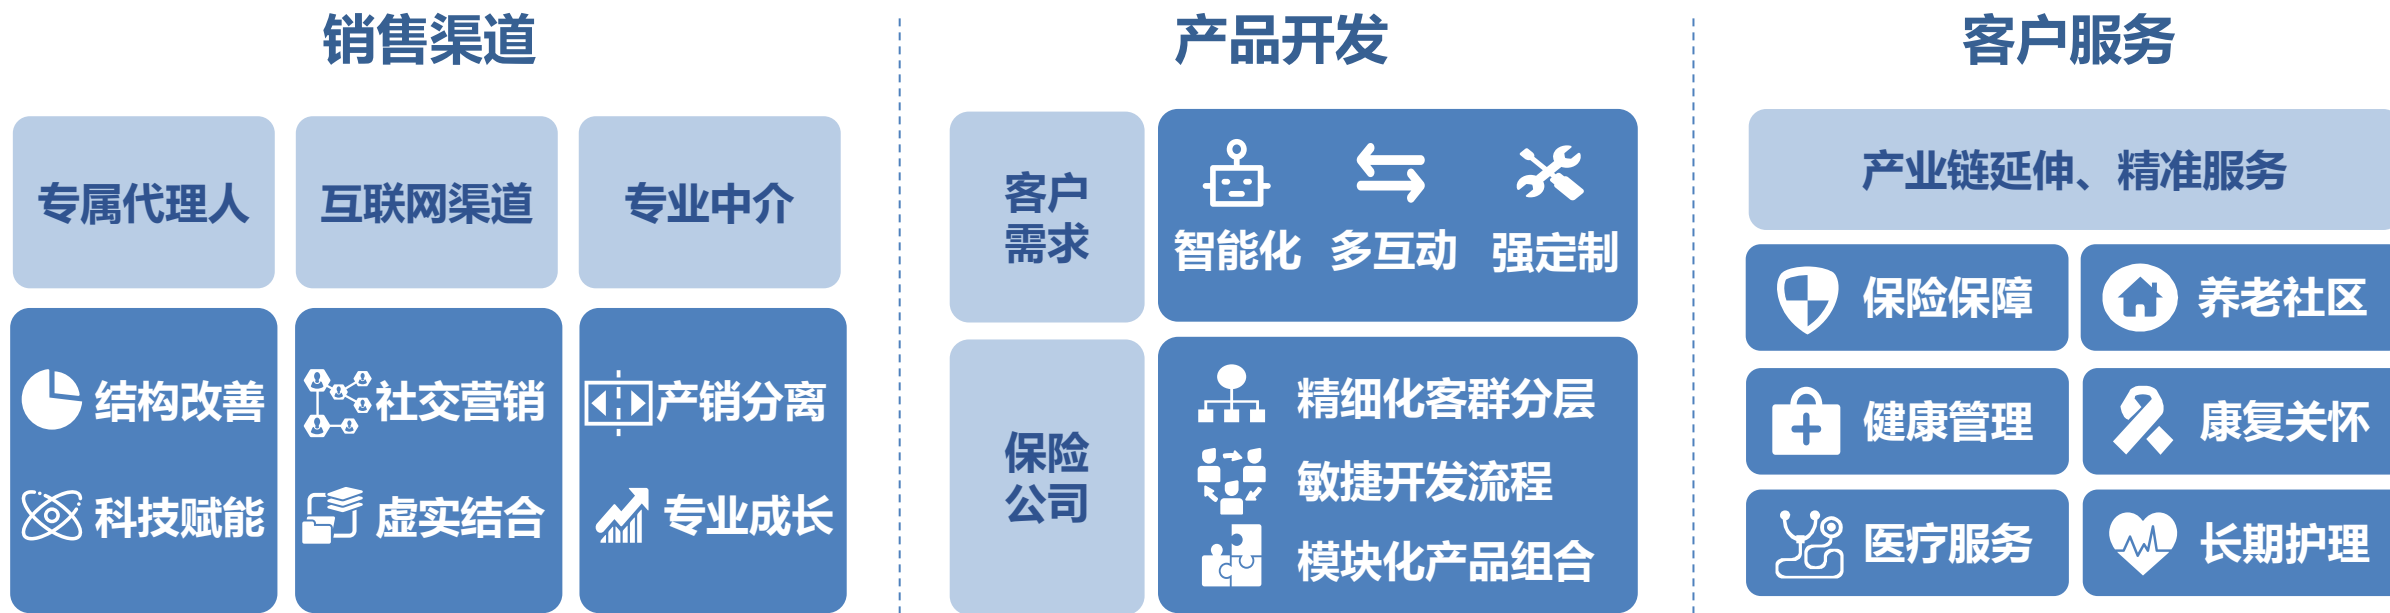 销售渠道
专属代理人
互联网渠道
专业中介
结构改善
科技赋能
社交营销
虚实结合
产销分离
专业成长
产品开发
客户
需求
智能化
多互动
强定制
保险
公司
精细化客群分层
敏捷开发流程
模块化产品组合
客户服务
产业链延伸、精准服务
保险保障
养老社区
健康管理
康复关怀
医疗服务
长期护理